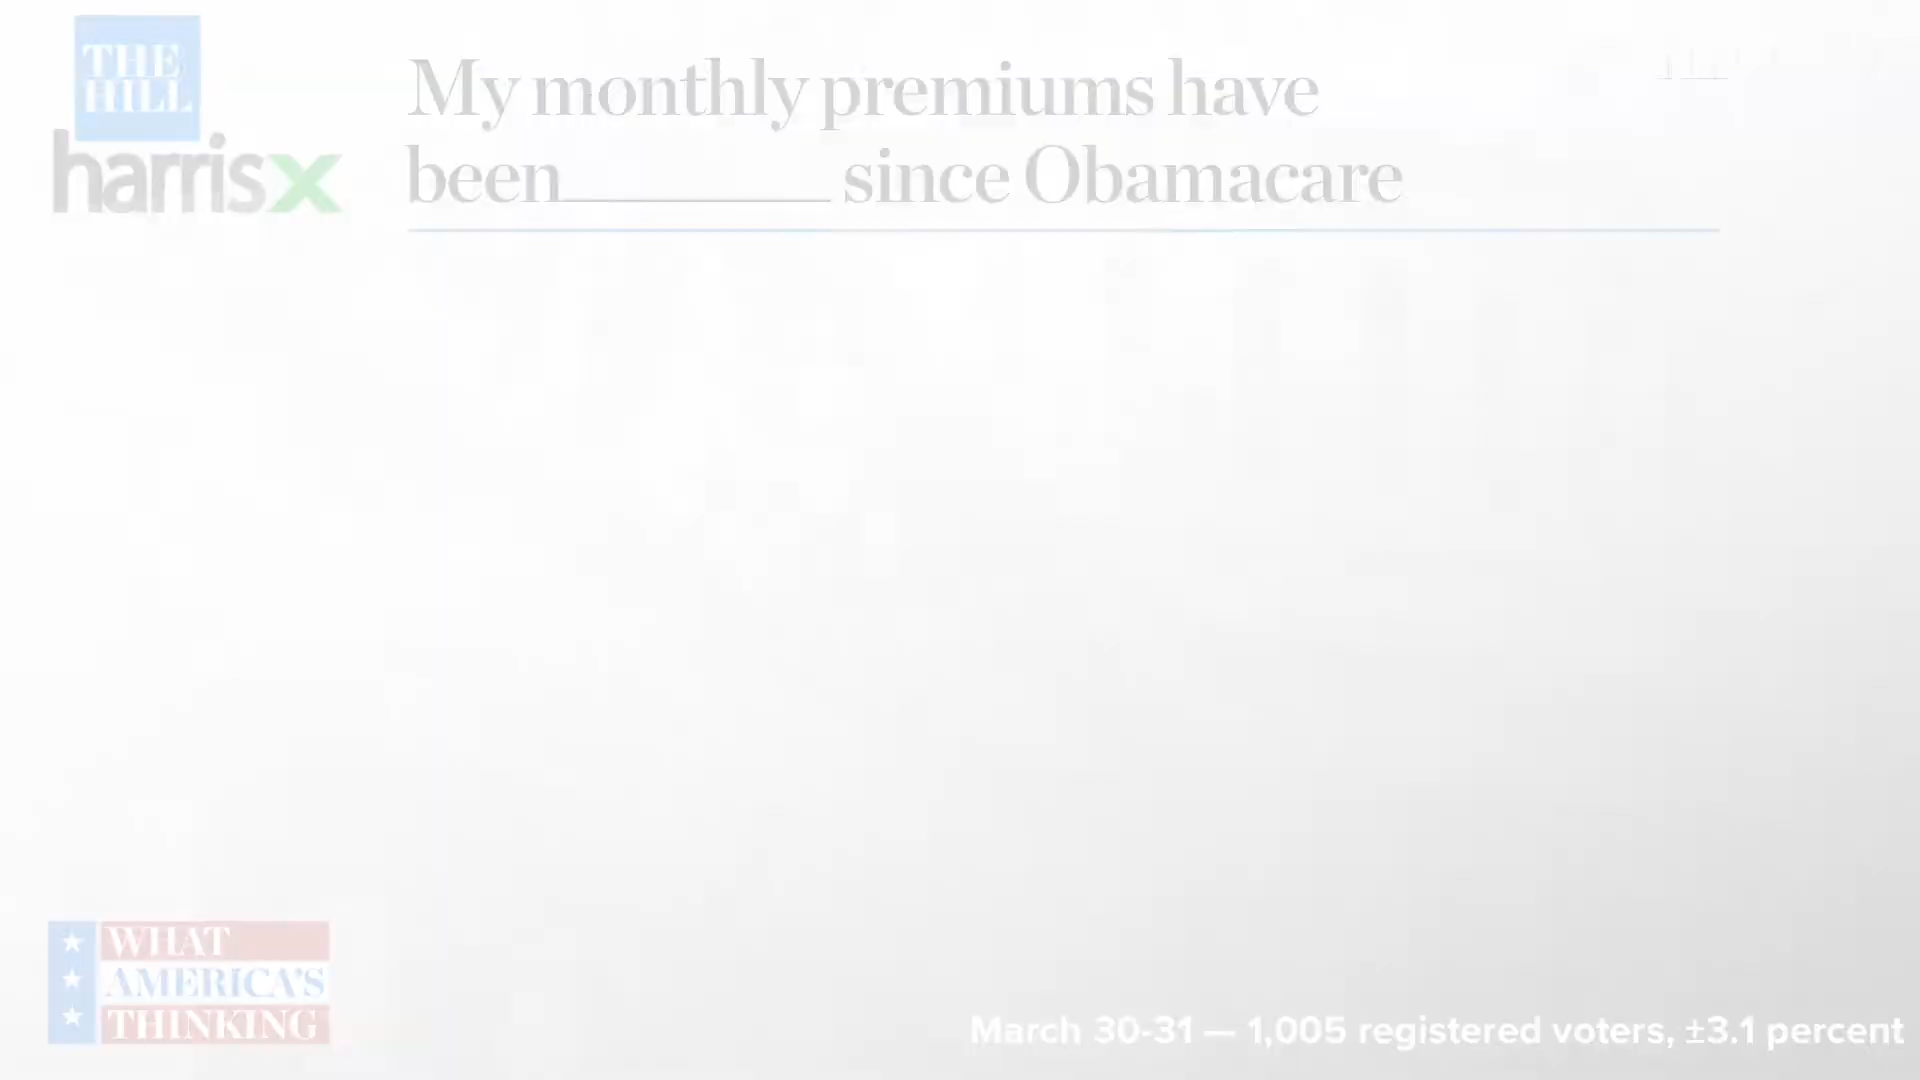 THE
HILL
harrisx
My monthly premiums have
been________ since Obamacare
WHAT
AMERICA'S
THINKING
March 30-31 — 1,005 registered voters, ±3.1 percent